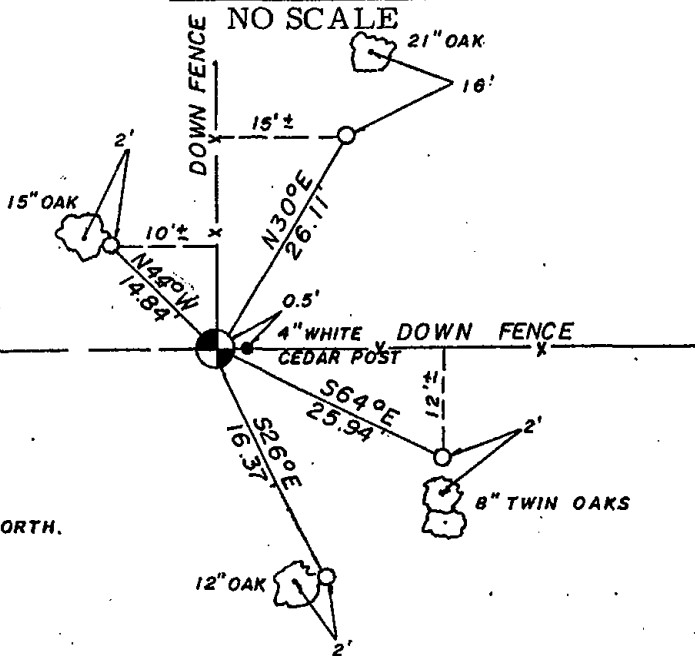 NO SCALE
DOWN FENCE
21" OAK
16'
15'±
2'
15" OAK
10'±
N30°E
26.11'
N44°W
14.84'
0.5'
4" WHITE
CEDAR POST
DOWN FENCE
12'±
S64°E
25.94'
2'
S26°E
16.37'
8" TWIN OAKS
ORTH.
12" OAK
2'